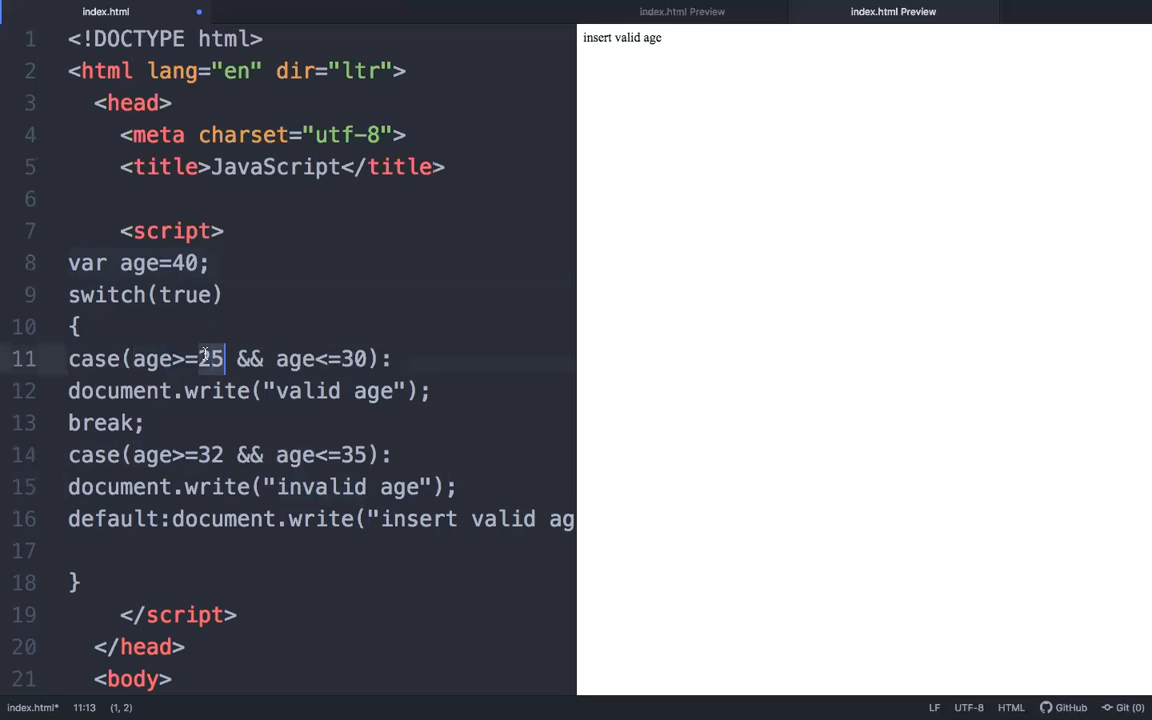 index.html
index.html Preview
index.html Preview
1 <!DOCTYPE html>
2 <html lang="en" dir="ltr">
3 <head>
4 <meta charset="utf-8">
5 <title>JavaScript</title>
6
7 <script>
8 var age=40;
9 switch(true)
10 {
11 case(age>=25 && age<=30):
12 document.write("valid age");
13 break;
14 case(age>=32 && age<=35):
15 document.write("invalid age");
16 default:document.write("insert valid ag
17
18 }
19 </script>
20 </head>
21 <body>
insert valid age
index.html* 11:13 (1, 2) LF UTF-8 HTML GitHub Git (0)